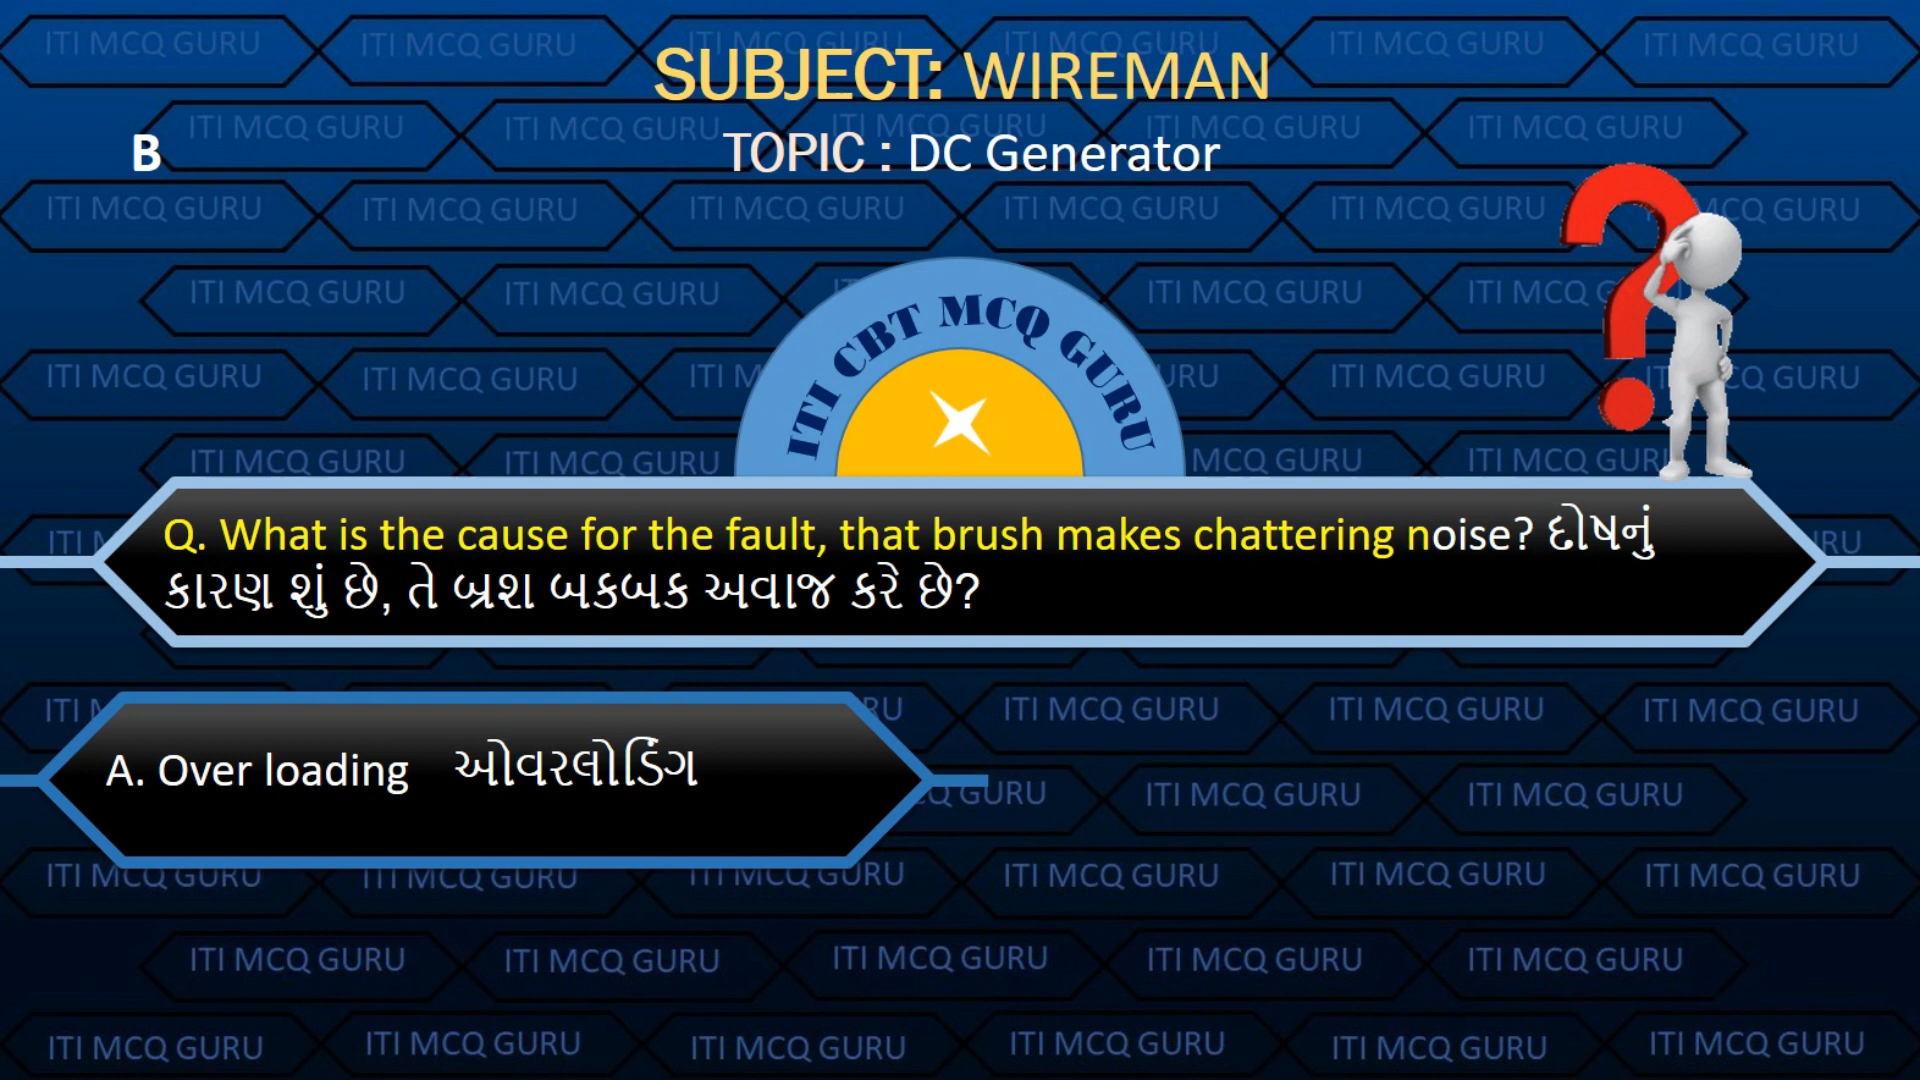 SUBJECT: WIREMAN
B
TOPIC : DC Generator
ITI CBT MCQ GURU
Q. What is the cause for the fault, that brush makes chattering noise? દોષનું
કારણ શું છે, તે બ્રશ બકબક અવાજ કરે છે?
A. Over loading ઓવરલોડિંગ
ITI MCQ GURU